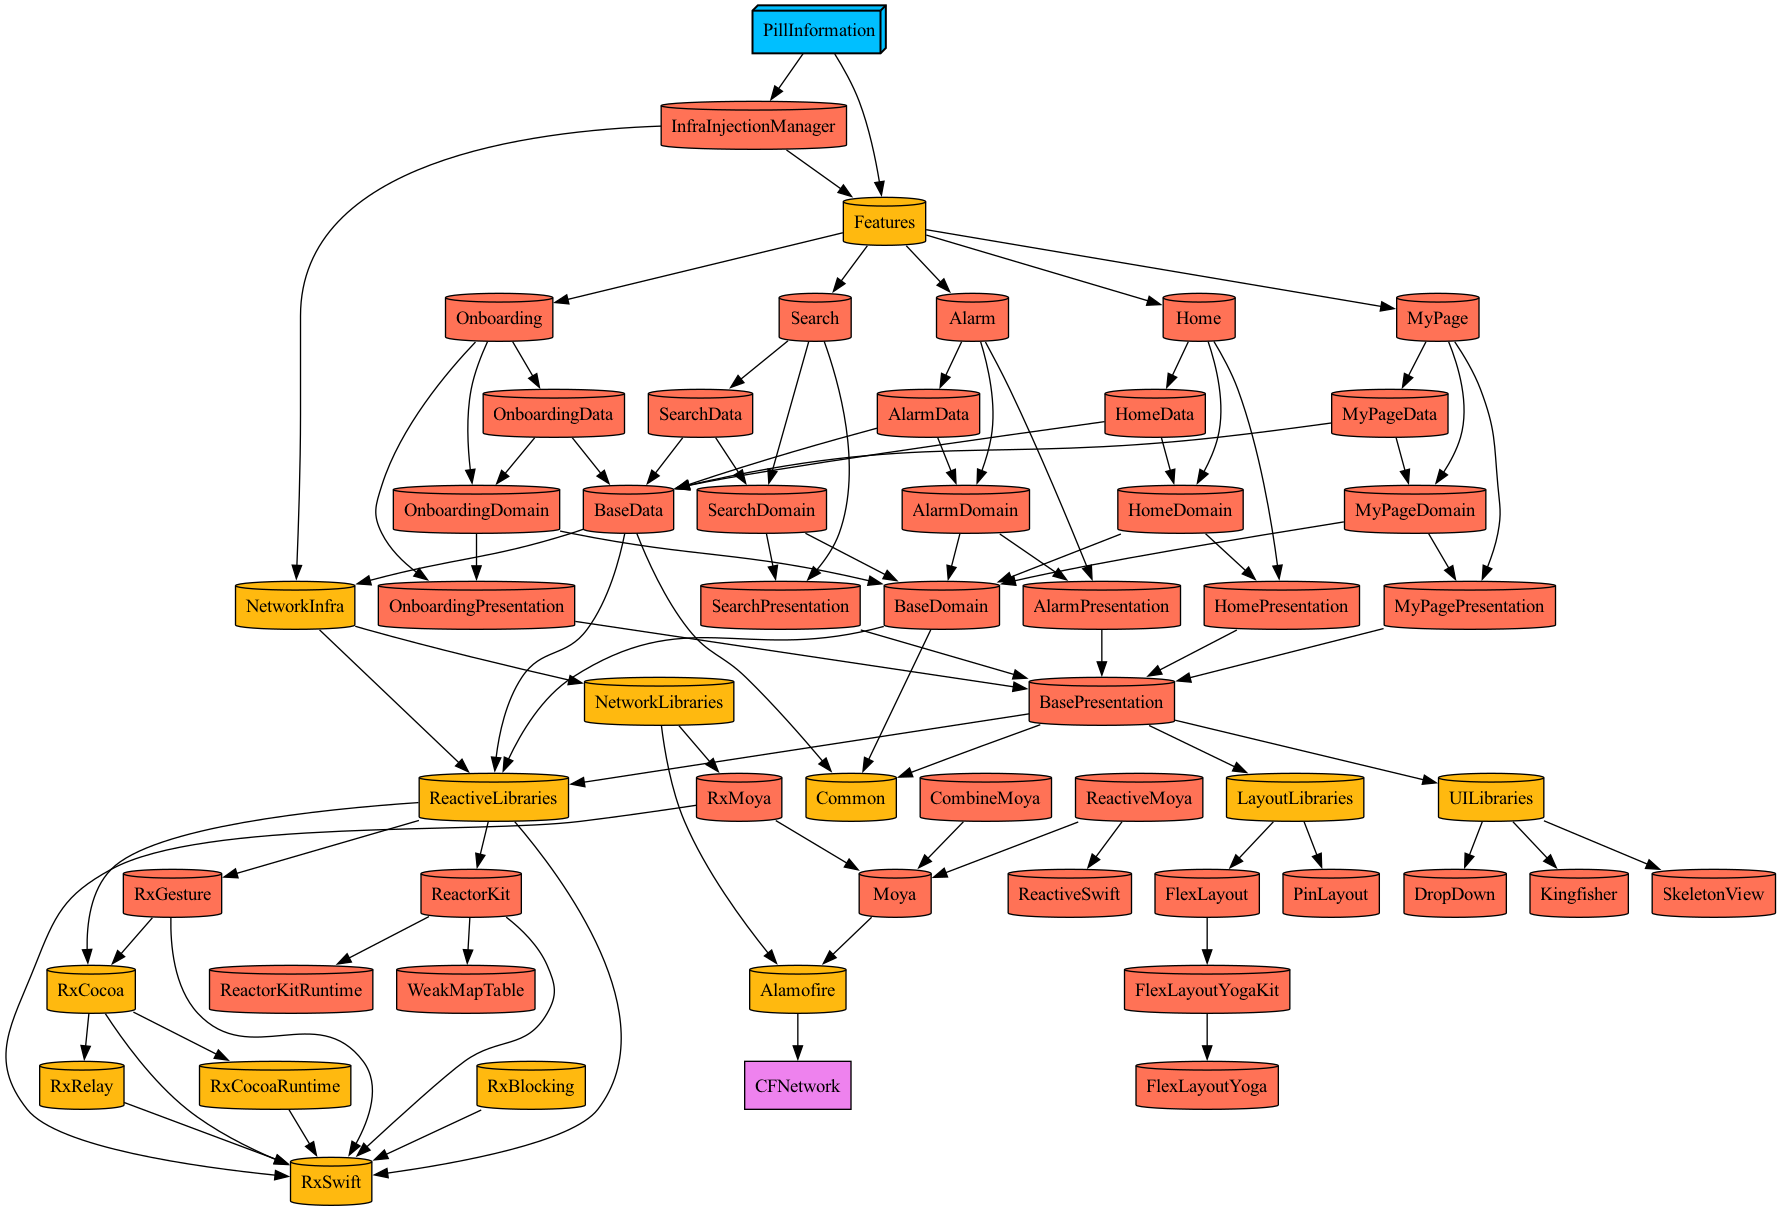 PillInformation
InfraInjectionManager
Features
Onboarding
Search
Alarm
Home
MyPage
OnboardingData
SearchData
AlarmData
HomeData
MyPageData
OnboardingDomain
BaseData
SearchDomain
AlarmDomain
HomeDomain
MyPageDomain
NetworkInfra
OnboardingPresentation
SearchPresentation
BaseDomain
AlarmPresentation
HomePresentation
MyPagePresentation
NetworkLibraries
BasePresentation
ReactiveLibraries
RxMoya
Common
CombineMoya
ReactiveMoya
LayoutLibraries
UILibraries
RxGesture
ReactorKit
Moya
ReactiveSwift
FlexLayout
PinLayout
DropDown
Kingfisher
SkeletonView
RxCocoa
ReactorKitRuntime
WeakMapTable
Alamofire
FlexLayoutYogaKit
RxRelay
RxCocoaRuntime
RxBlocking
CFNetwork
FlexLayoutYoga
RxSwift